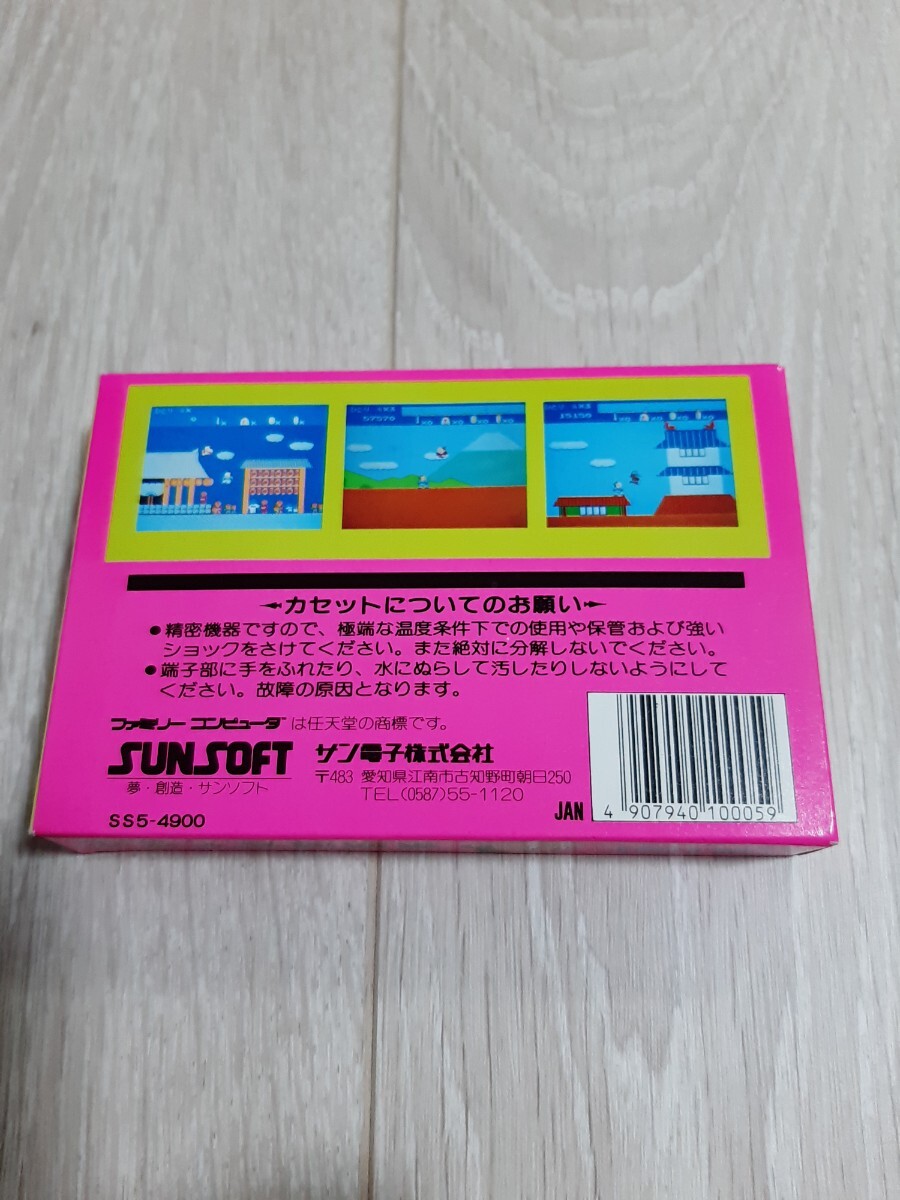 57570
15150
カセットについてのお願い
●精密機器ですので、極端な温度条件下での使用や保管および強い
ショックをさけてください。また絶対に分解しないでください。
●端子部に手をふれたり、水にぬらして汚したりしないようにして
ください。故障の原因となります。
ファミリーコンピュータは任天堂の商標です。
SUNSOFT サン電子株式会社
夢・創造・サンソフト
〒483 愛知県江南市古知野町朝日250
TEL(0587)55-1120
SS5-4900
JAN 4 907940 100059